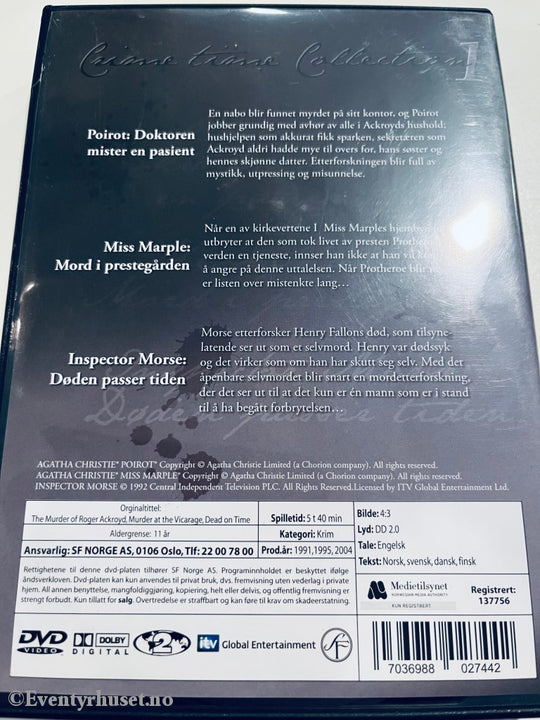 Crime time Collection 1
Poirot: Doktoren
mister en pasient
En nabo blir funnet myrdet på sitt kontor, og Poirot
jobber grundig med avhør av alle i Ackroyds hushold;
hushjelpen som akkurat fikk sparken, sekretæren som
Ackroyd aldri hadde mye til overs for, hans søster og
hennes skjønne datter. Etterforskningen blir full av
mystikk, utpressing og misunnelse.
Miss Marple:
Mord i prestegården
Når en av kirkevertene I Miss Marples
utbryter at den som tok livet av presten Protheroe
verden en tjeneste, innser han ikke at han vil
å angre på denne uttalelsen. Når Protheroe blir
er listen over mistenkte lang…
Inspector Morse:
Døden passer tiden
Morse etterforsker Henry Fallons død, som tilsyne-
latende ser ut som et selvmord. Henry var dødssyk
og det virker som om han har skutt seg selv. Med det
åpenbare selvmordet blir snart en mordetterforskning,
der det ser ut til at det kun er én mann som er i stand
til å ha begått forbrytelsen…
Døden passer tiden
AGATHA CHRISTIE® POIROT® Copyright © Agatha Christie Limited (a Chorion company). All rights reserved.
AGATHA CHRISTIE® MISS MARPLE® Copyright © Agatha Christie Limited (a Chorion company). All rights reserved.
INSPECTOR MORSE © 1992 Central Independent Television PLC. All Rights Reserved.Licensed by ITV Global Entertainment Ltd.
Orginaltittel:
The Murder of Roger Ackroyd, Murder at the Vicarage, Dead on Time
Aldergrense: 11 år
Ansvarlig: SF NORGE AS, 0106 Oslo, Tlf: 22 00 78 00
Spilletid: 5 t 40 min
Kategori: Krim
Prod.år: 1991,1995, 2004
Bilde: 4:3
Lyd: DD 2.0
Tale: Engelsk
Tekst: Norsk, svensk, dansk, finsk
Rettighetene til denne dvd-platen tilhører SF Norge AS. Programinnholdet er beskyttet ifølge
åndsverkloven. Dvd-platen kan kun anvendes til privat bruk, dvs. fremvisning uten vederlag i privat
hjem. All annen benyttelse, mangfoldiggjøring, kopiering, helt eller delvis, og offentlig fremvisning er
strengt forbudt. Kun tillatt for salg. Overtredelse er straffbart og kan føre til krav om skadeerstatning.
Medietilsynet
NORWEGIAN MEDIA AUTHORITY
KUN REGISTRERT
Registrert:
137756
DVD VIDEO
DOLBY DIGITAL
2
itv Global Entertainment
SF
7036988 027442
©Eventyrhuset.no